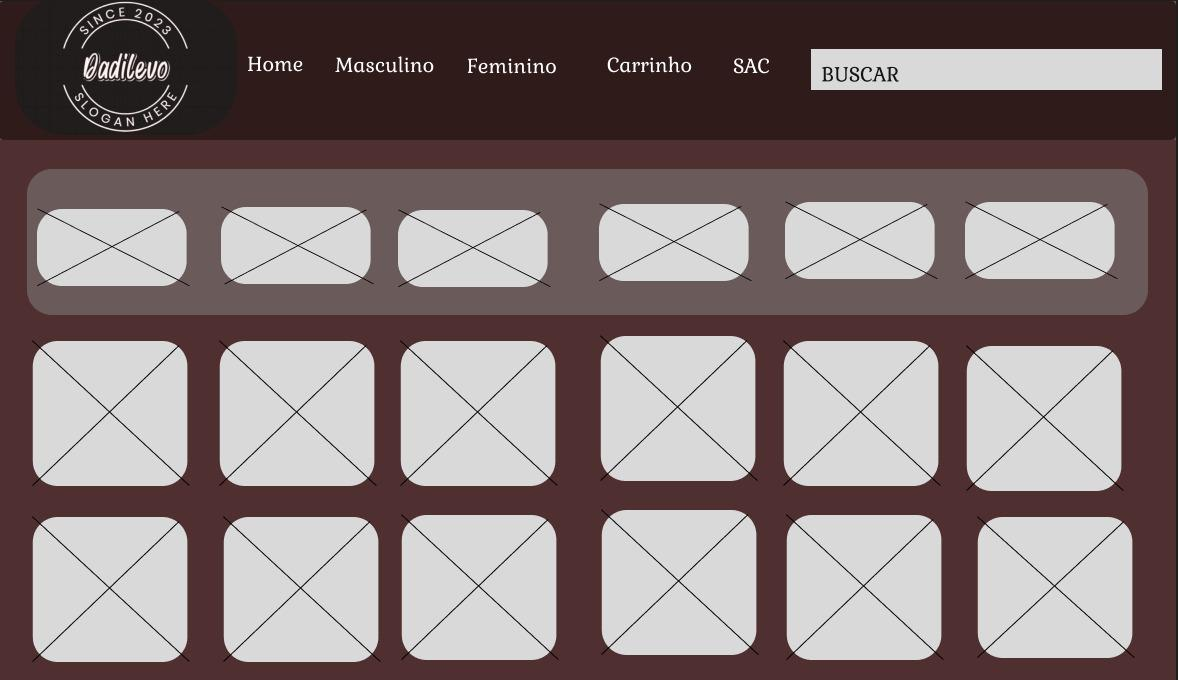 SINCE 2023
Dadilevo
SLOGAN HERE
Home Masculino Feminino Carrinho SAC BUSCAR